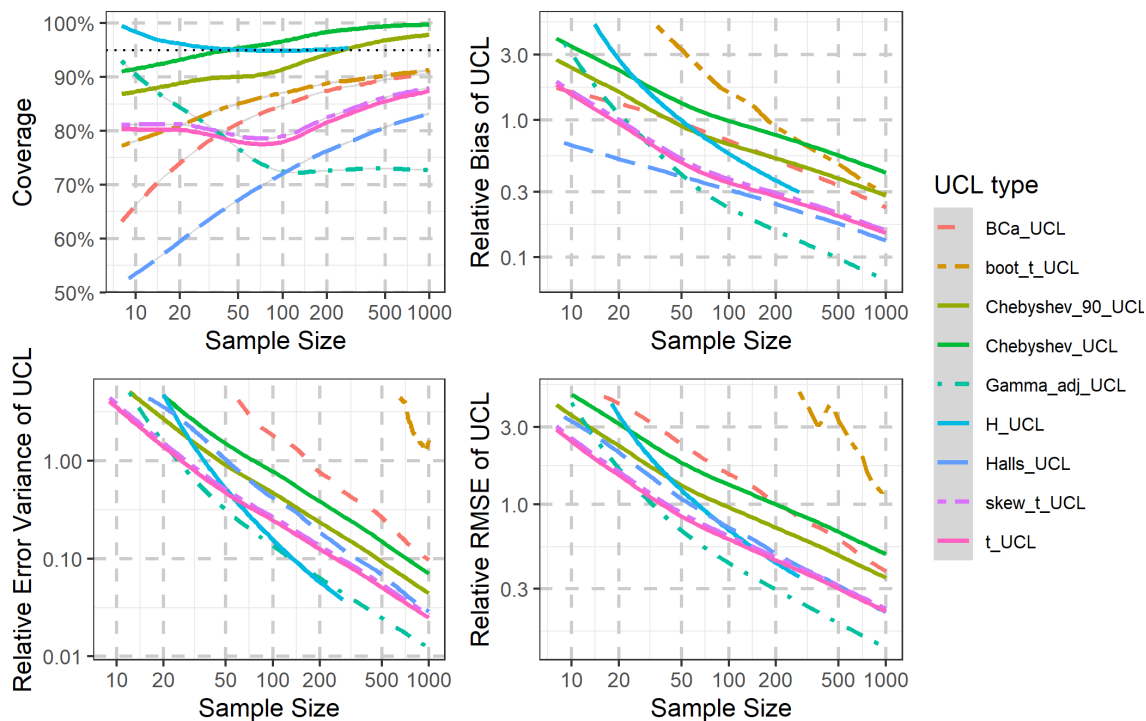 100%
90%
80%
70%
60%
50%
Coverage
10 20 50 100 200 500 1000
Sample Size
3.0
1.0
0.3
0.1
Relative Bias of UCL
10 20 50 100 200 500 1000
Sample Size
1.00
0.10
0.01
Relative Error Variance of UCL
10 20 50 100 200 500 1000
Sample Size
3.0
1.0
0.3
Relative RMSE of UCL
10 20 50 100 200 500 1000
Sample Size
UCL type
BCa_UCL
boot_t_UCL
Chebyshev_90_UCL
Chebyshev_UCL
Gamma_adj_UCL
H_UCL
Halls_UCL
skew_t_UCL
t_UCL